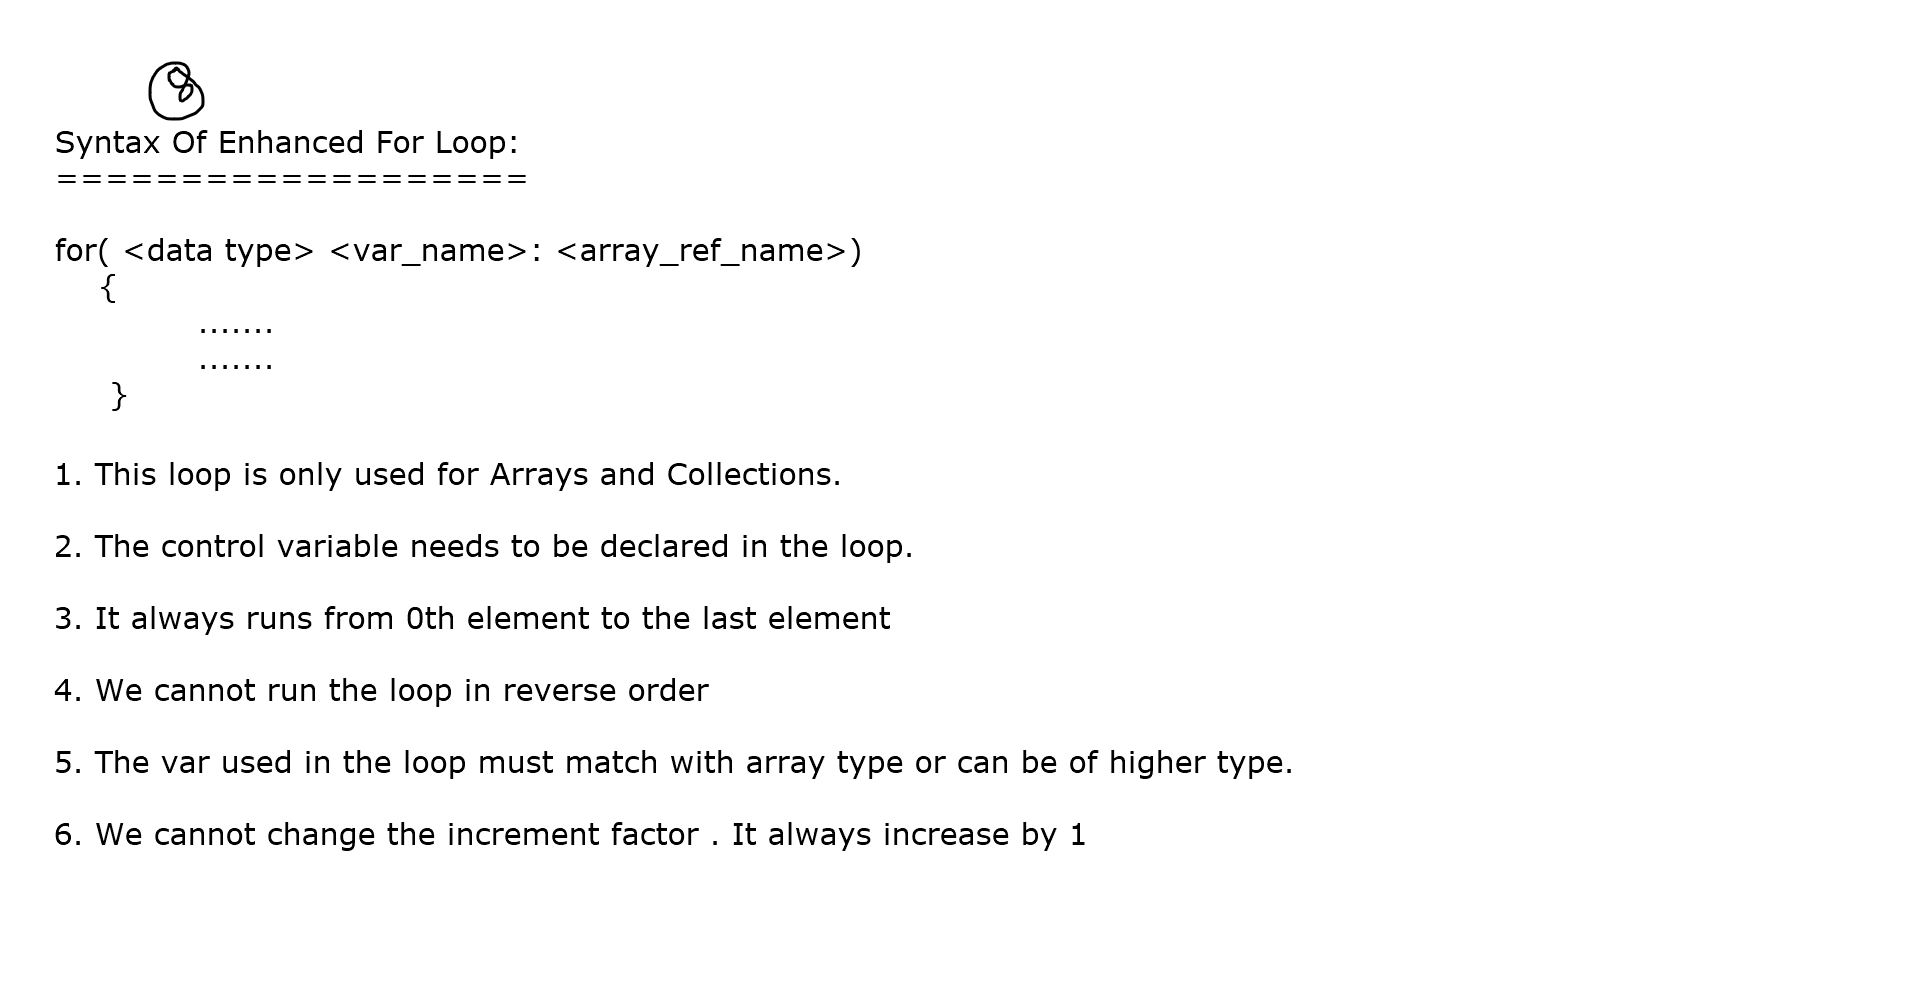 8
Syntax Of Enhanced For Loop:
===================
for( <data type> <var_name>: <array_ref_name>)
{
.......
.......
}
1. This loop is only used for Arrays and Collections.
2. The control variable needs to be declared in the loop.
3. It always runs from 0th element to the last element
4. We cannot run the loop in reverse order
5. The var used in the loop must match with array type or can be of higher type.
6. We cannot change the increment factor . It always increase by 1